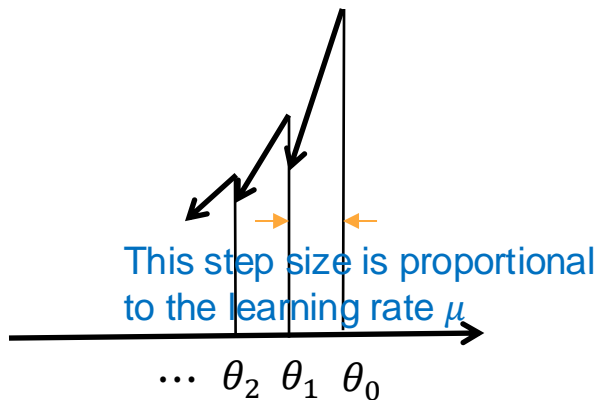 This step size is proportional
to the learning rate μ
⋯ θ₂ θ₁ θ₀